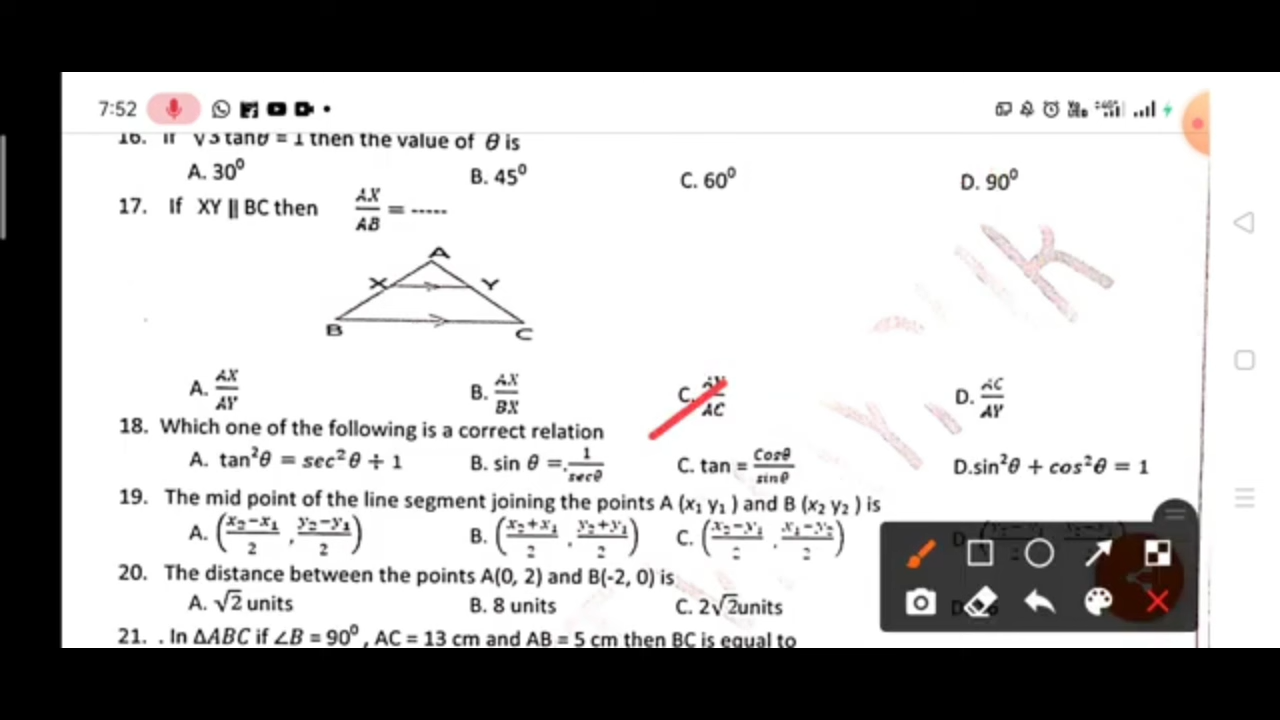 7:52
16. If √3 tanθ = 1 then the value of θ is
A. 30⁰ B. 45⁰ C. 60⁰ D. 90⁰
17. If XY || BC then AX/AB = -----
A
X Y
B C
A. AX/AY B. AX/BX C. AY/AC D. AC/AY
18. Which one of the following is a correct relation
A. tan²θ = sec²θ ÷ 1 B. sin θ = 1/secθ C. tan = Cosθ/sinθ D.sin²θ + cos²θ = 1
19. The mid point of the line segment joining the points A (x₁ y₁ ) and B (x₂ y₂ ) is
A. (x₂−x₁/2 , y₂−y₁/2) B. (x₂+x₁/2 , y₂+y₁/2) C. (x₂−y₁/2 , x₁−y₂/2)
20. The distance between the points A(0, 2) and B(-2, 0) is
A. √2 units B. 8 units C. 2√2units
21. . In ΔABC if ∠B = 90⁰ , AC = 13 cm and AB = 5 cm then BC is equal to